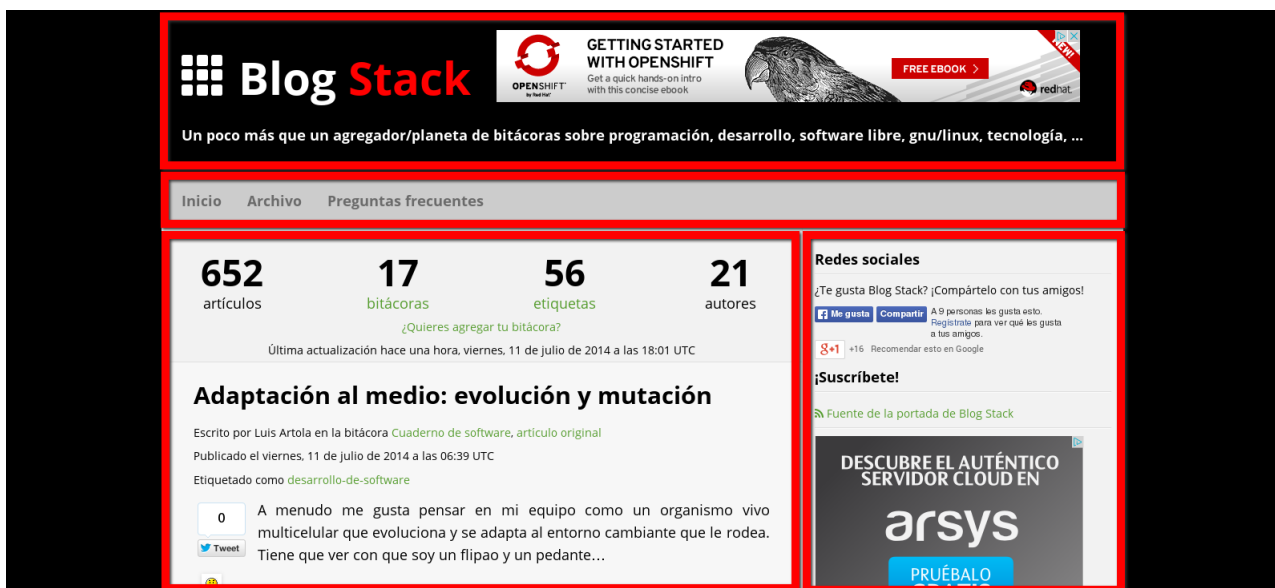 Blog Stack
OPENSHIFT
by Red Hat
GETTING STARTED
WITH OPENSHIFT
Get a quick hands-on intro
with this concise ebook
FREE EBOOK >
NEW!
redhat.
Un poco más que un agregador/planeta de bitácoras sobre programación, desarrollo, software libre, gnu/linux, tecnología, ...
Inicio Archivo Preguntas frecuentes
652 17 56 21
artículos bitácoras etiquetas autores
¿Quieres agregar tu bitácora?
Última actualización hace una hora, viernes, 11 de julio de 2014 a las 18:01 UTC
Adaptación al medio: evolución y mutación
Escrito por Luis Artola en la bitácora Cuaderno de software, artículo original
Publicado el viernes, 11 de julio de 2014 a las 06:39 UTC
Etiquetado como desarrollo-de-software
0
Tweet
A menudo me gusta pensar en mi equipo como un organismo vivo
multicelular que evoluciona y se adapta al entorno cambiante que le rodea.
Tiene que ver con que soy un flipao y un pedante…
Redes sociales
¿Te gusta Blog Stack? ¡Compártelo con tus amigos!
Me gusta Compartir A 9 personas les gusta esto.
Regístrate para ver qué les gusta
a tus amigos.
g+1 +16 Recomendar esto en Google
¡Suscríbete!
Fuente de la portada de Blog Stack
DESCUBRE EL AUTÉNTICO
SERVIDOR CLOUD EN
arsys
PRUÉBALO
GRATIS